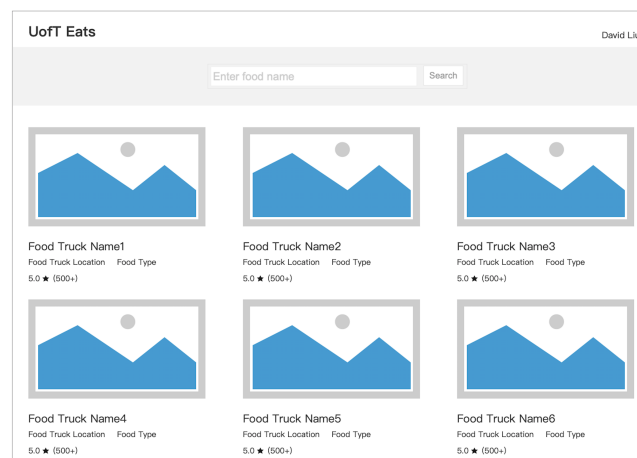 UofT Eats
David Liu
Enter food name Search
Food Truck Name1 Food Truck Name2 Food Truck Name3
Food Truck Location Food Type Food Truck Location Food Type Food Truck Location Food Type
5.0 ★ (500+) 5.0 ★ (500+) 5.0 ★ (500+)
Food Truck Name4 Food Truck Name5 Food Truck Name6
Food Truck Location Food Type Food Truck Location Food Type Food Truck Location Food Type
5.0 ★ (500+) 5.0 ★ (500+) 5.0 ★ (500+)